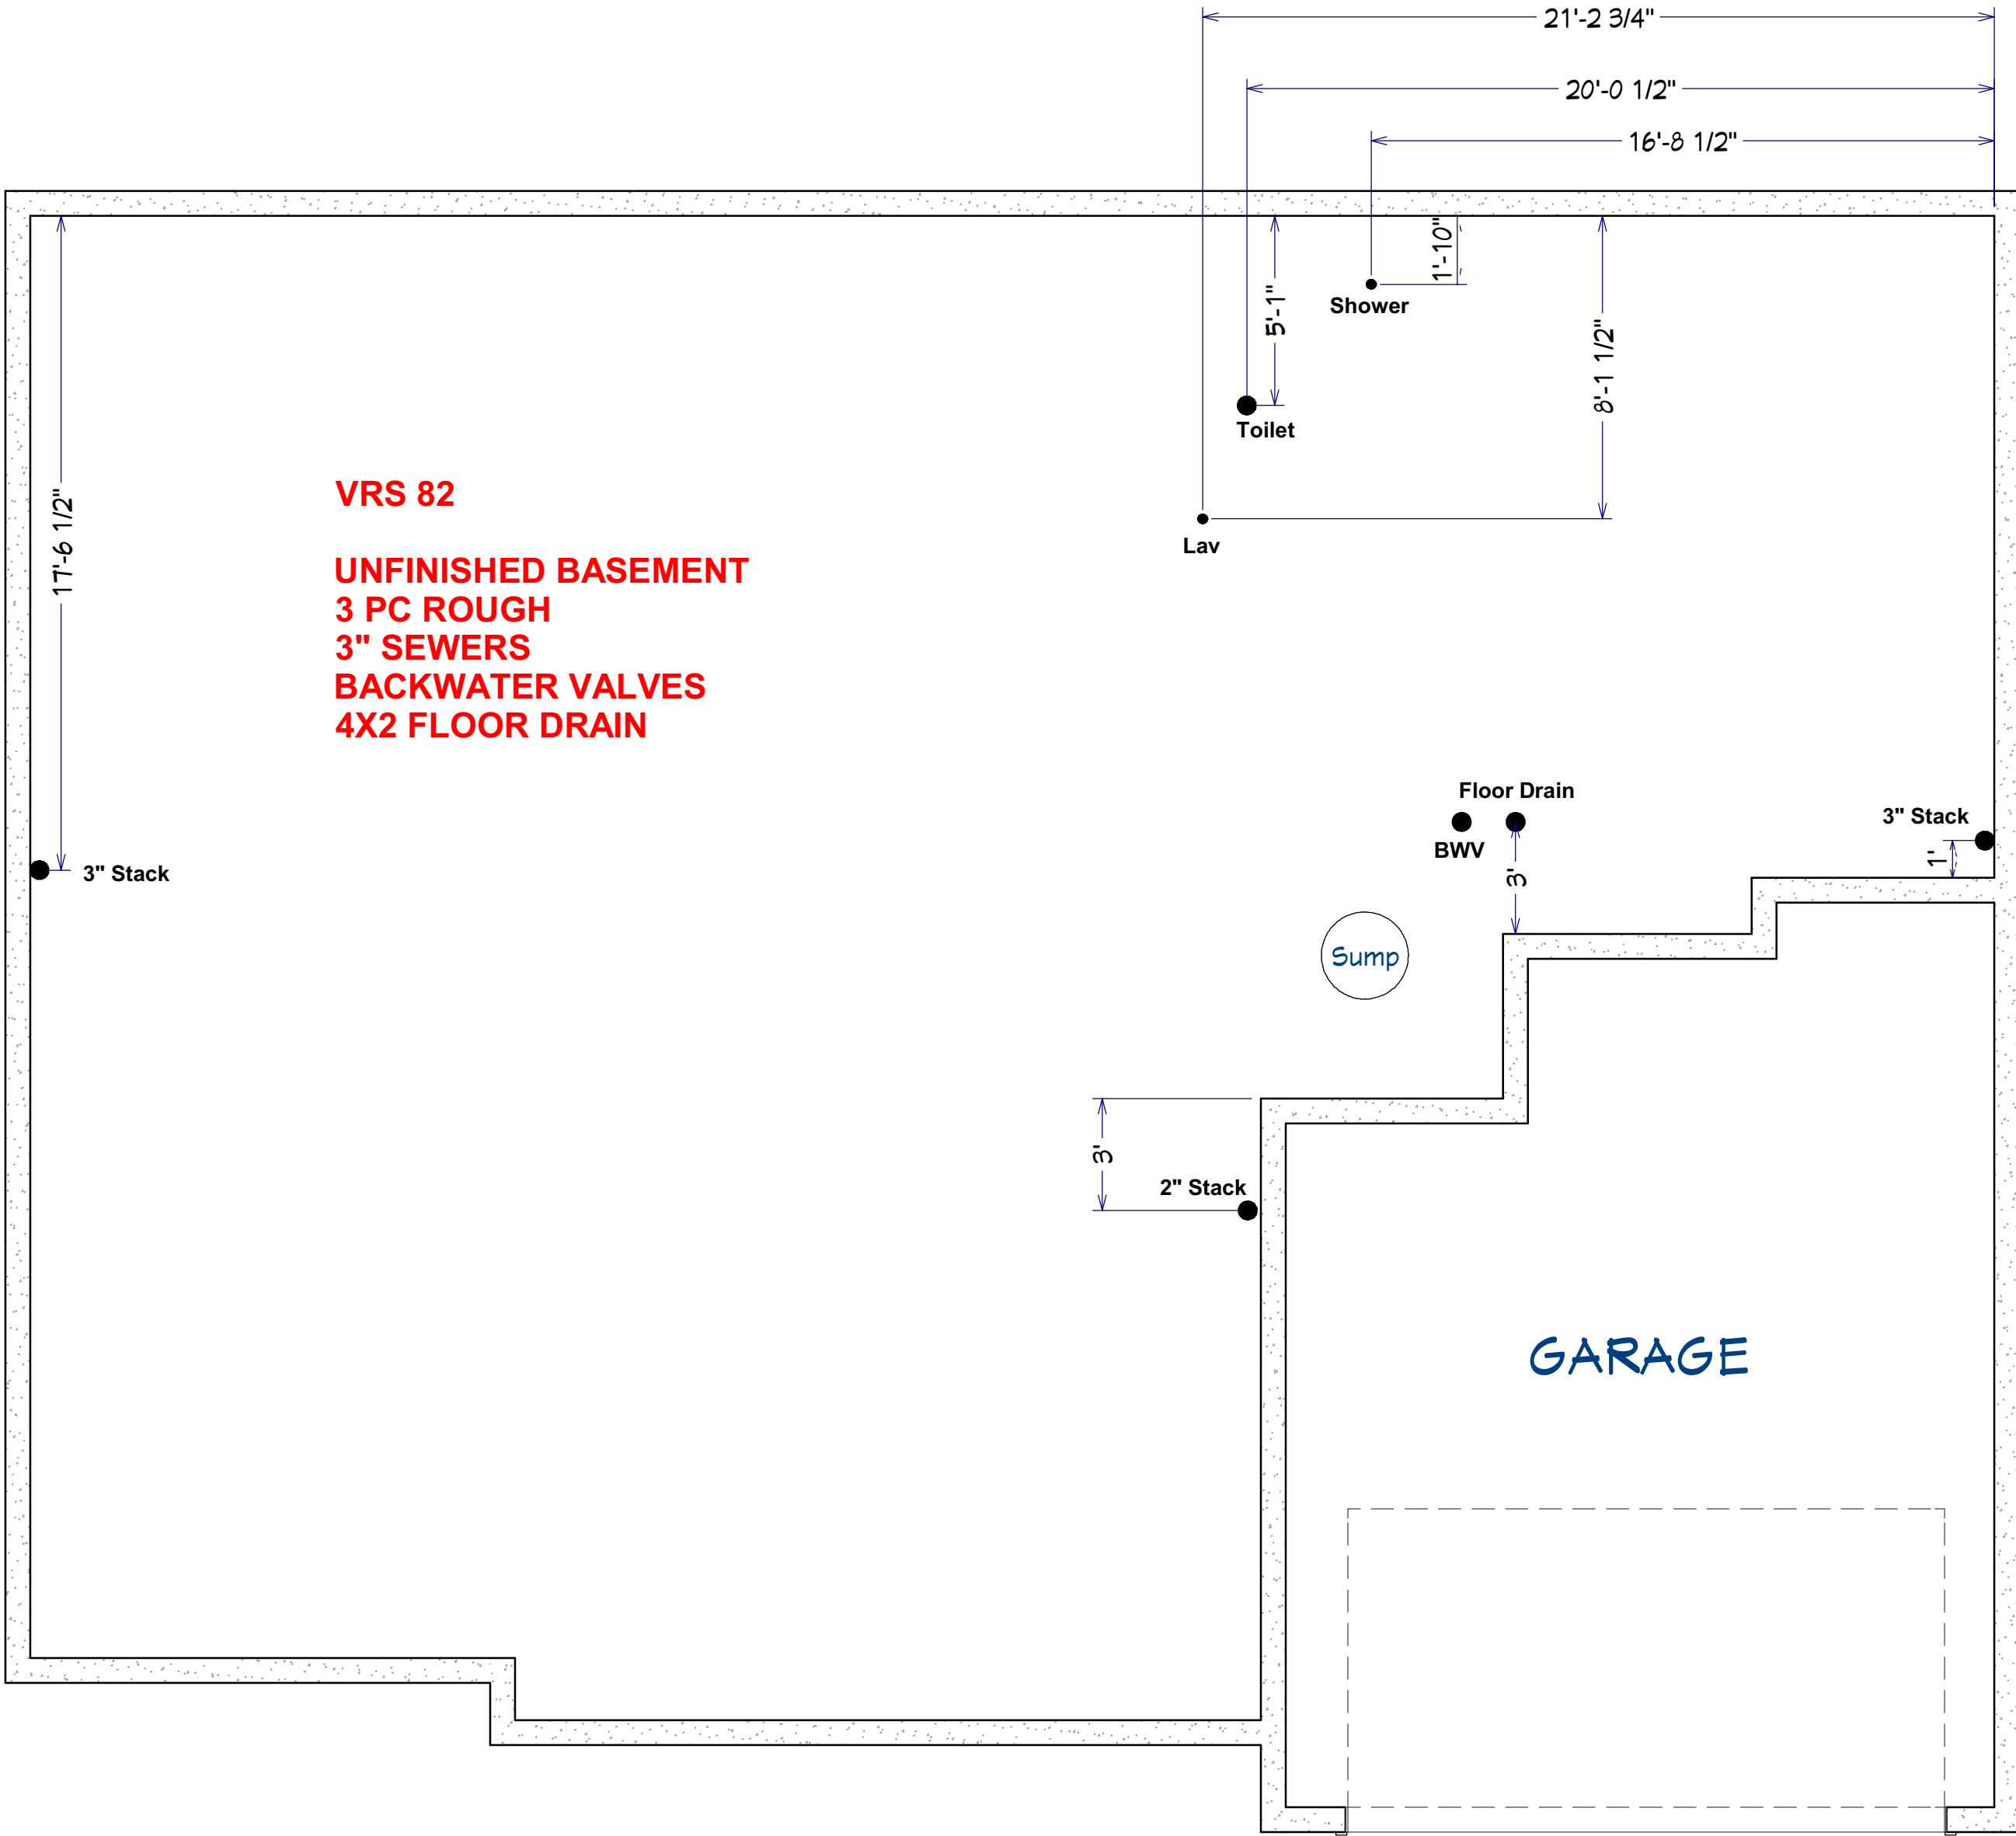 21'-2 3/4"
20'-0 1/2"
16'-8 1/2"
1'-10"
5'-1"
Shower
8'-1 1/2"
Toilet
17'-6 1/2"
VRS 82
Lav
UNFINISHED BASEMENT
3 PC ROUGH
3" SEWERS
BACKWATER VALVES
4X2 FLOOR DRAIN
Floor Drain
3" Stack
BWV
1'
3" Stack
3'
Sump
3'
2" Stack
GARAGE